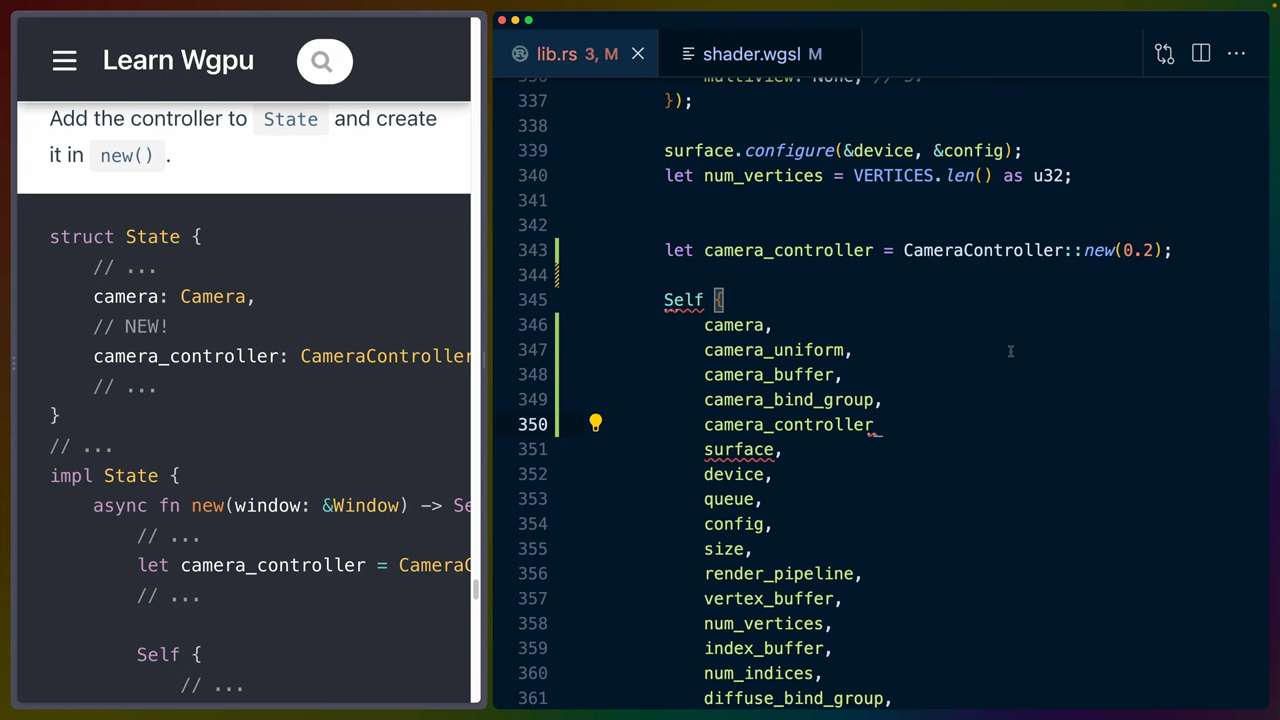 Learn Wgpu
Add the controller to State and create
it in new() .
struct State {
// ...
camera: Camera,
// NEW!
camera_controller: CameraController
// ...
}
// ...
impl State {
async fn new(window: &Window) -> Se
// ...
let camera_controller = CameraC
// ...
Self {
// ...
lib.rs 3, M
shader.wgsl M
337 });
338
339 surface.configure(&device, &config);
340 let num_vertices = VERTICES.len() as u32;
341
342
343 let camera_controller = CameraController::new(0.2);
344
345 Self {
346 camera,
347 camera_uniform,
348 camera_buffer,
349 camera_bind_group,
350 camera_controller
351 surface,
352 device,
353 queue,
354 config,
355 size,
356 render_pipeline,
357 vertex_buffer,
358 num_vertices,
359 index_buffer,
360 num_indices,
361 diffuse_bind_group,